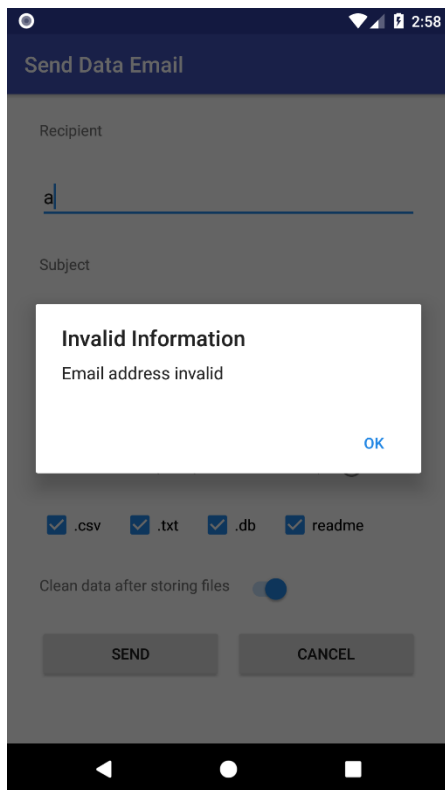 2:58
Send Data Email
Recipient
a
Subject
Invalid Information
Email address invalid
OK
.csv .txt .db readme
Clean data after storing files
SEND CANCEL